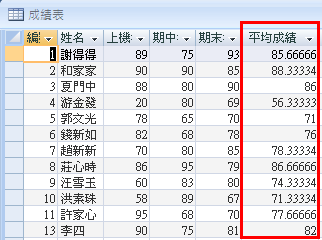 成績表
編號 姓名 上機 期中 期末 平均成績
1 謝得得 89 75 93 85.66666
2 和家家 90 90 85 88.33334
3 夏門中 88 80 90 86
4 游金發 20 80 69 56.33333
5 郭文光 78 65 70 71
6 錢新如 82 68 78 76
7 趙新新 70 80 85 78.33334
8 莊心時 86 95 79 86.66666
9 汪雪玉 60 83 80 74.33334
10 洪素珠 58 89 67 71.33334
11 許家心 95 68 70 77.66666
13 李四 90 75 81 82